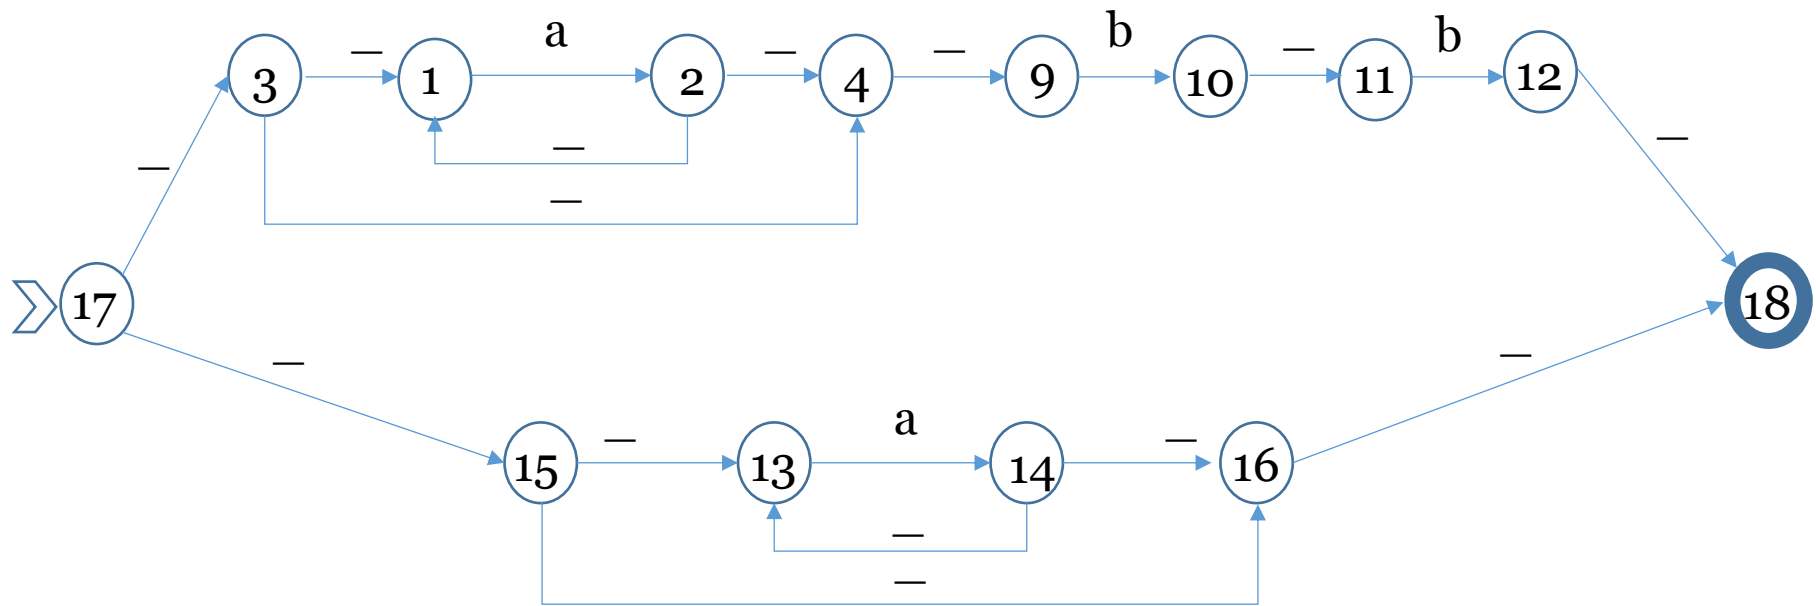 – a – – b – b
3 1 2 4 9 10 11 12
– –
– –
17 18
– –
– a –
15 13 14 16
–
–